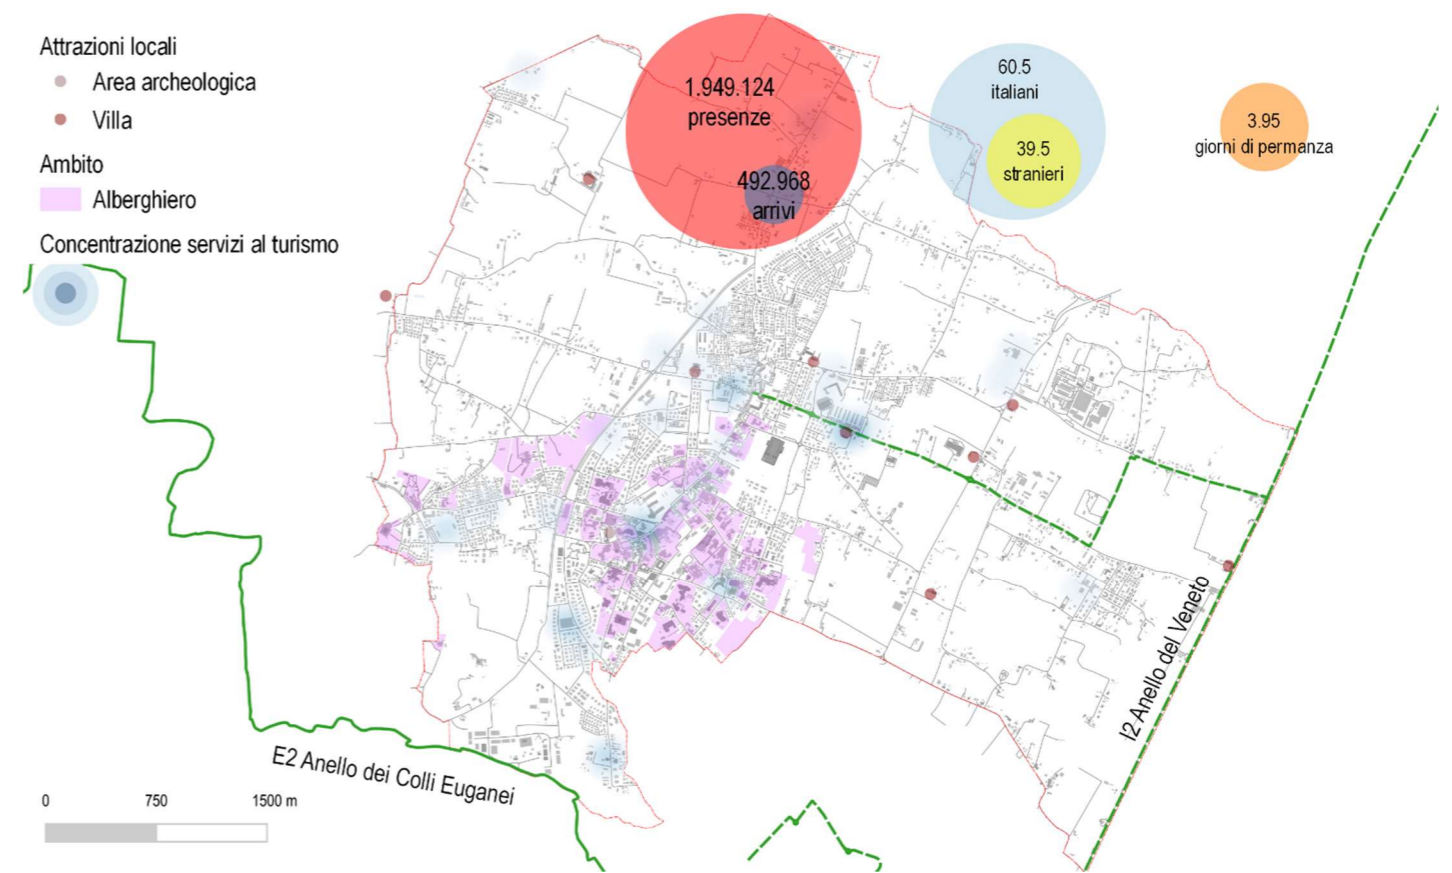 Attrazioni locali
Area archeologica
Villa
Ambito
Alberghiero
Concentrazione servizi al turismo
1.949.124
presenze
492.968
arrivi
60.5
italiani
39.5
stranieri
3.95
giorni di permanza
I2 Anello del Veneto
E2 Anello dei Colli Euganei
0 750 1500 m